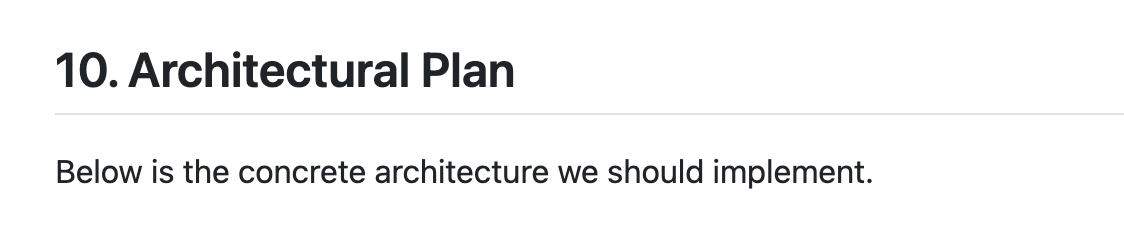 10. Architectural Plan
Below is the concrete architecture we should implement.